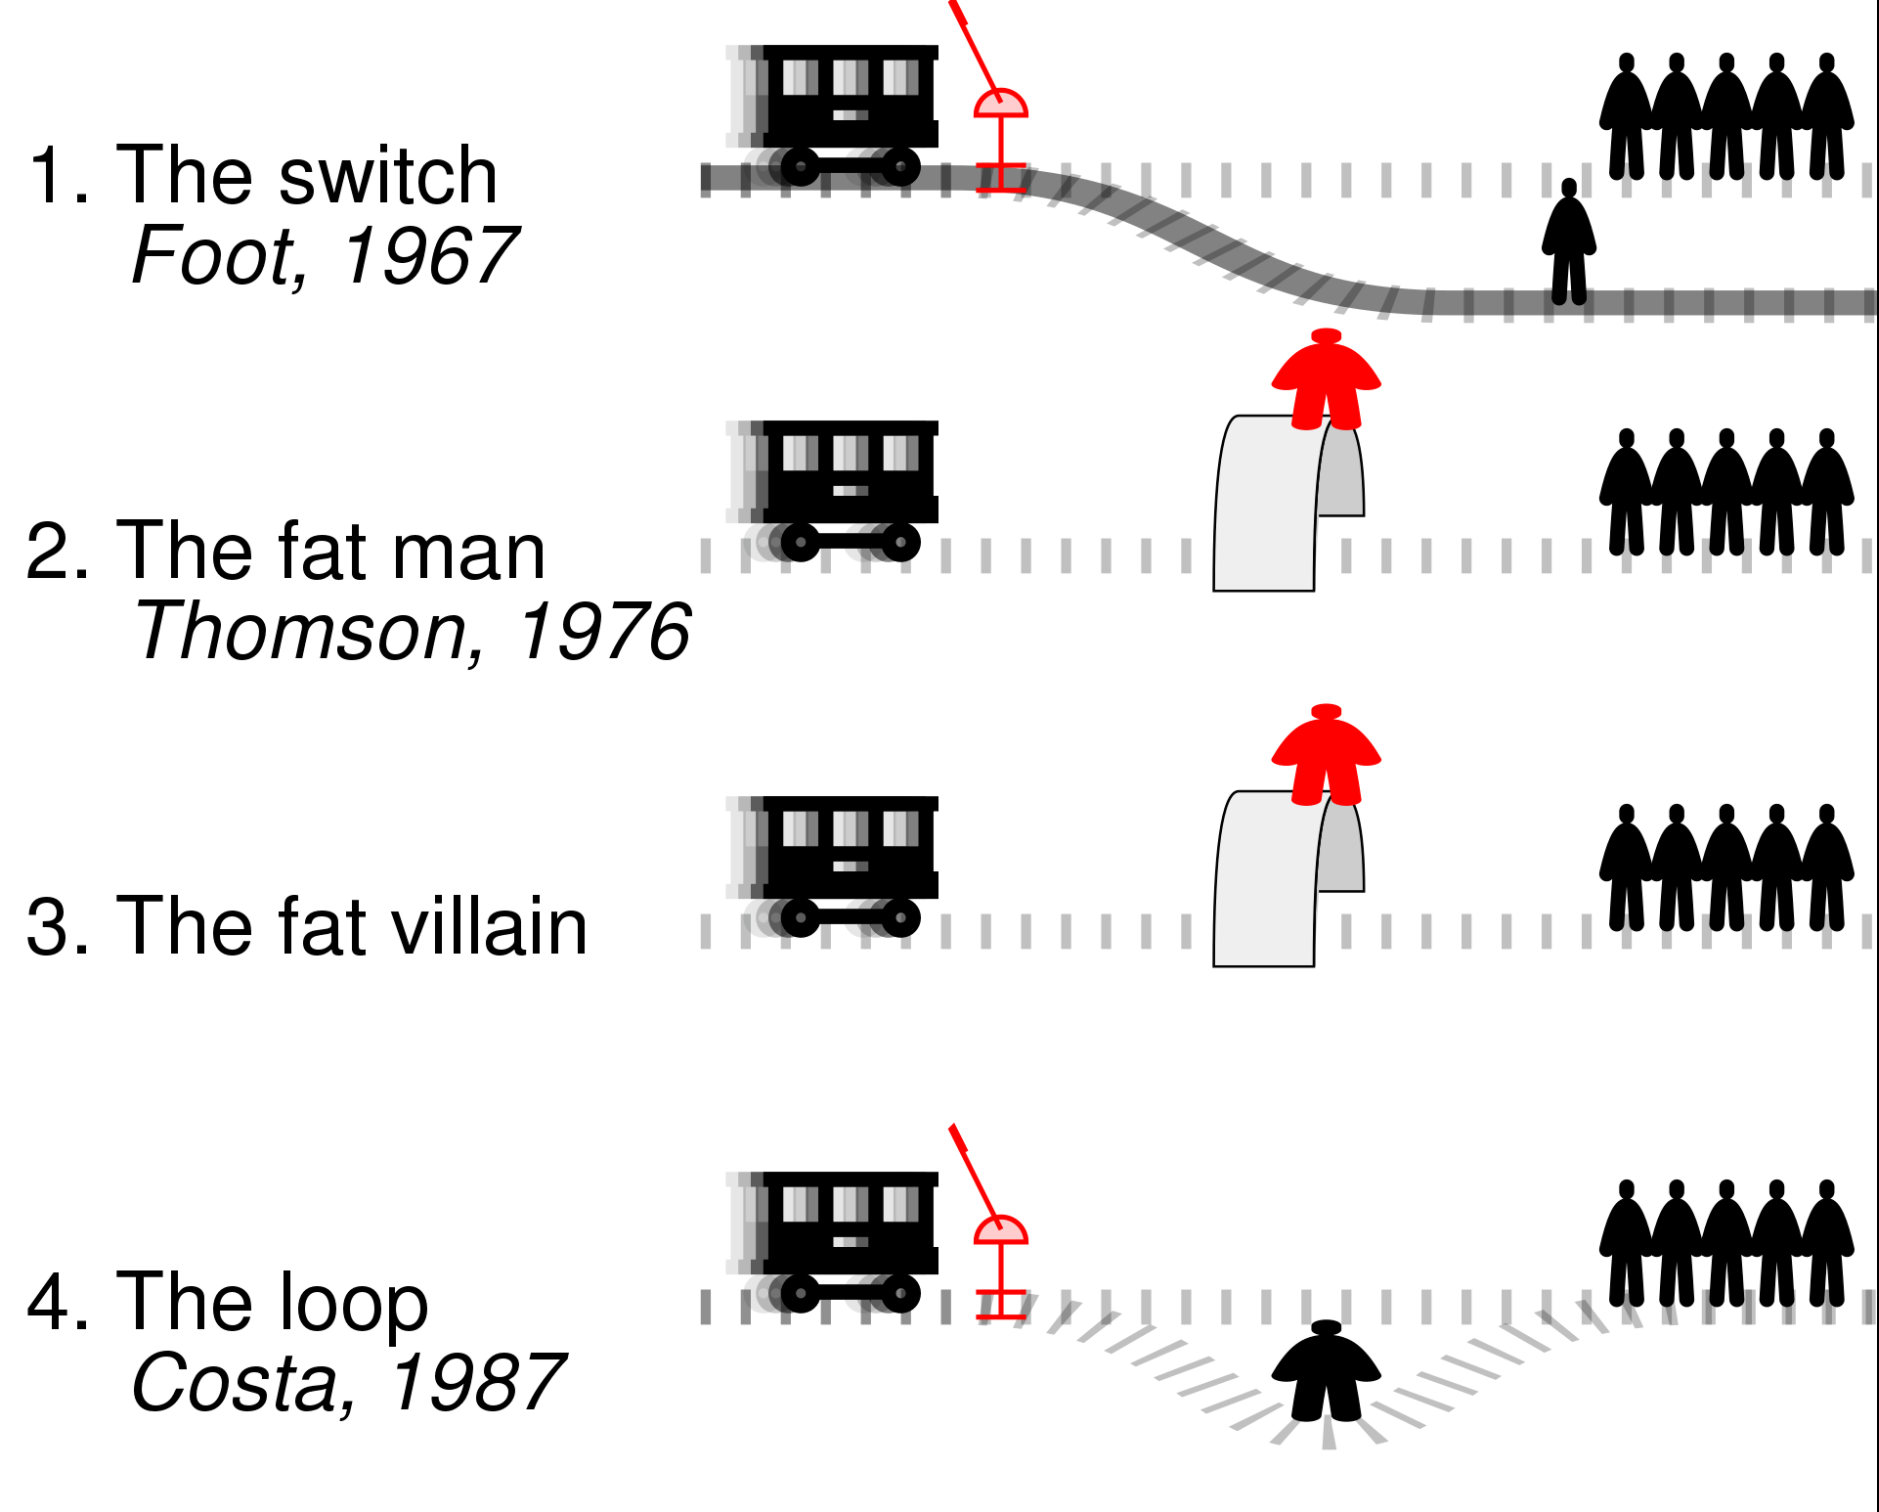 1. The switch
Foot, 1967
2. The fat man
Thomson, 1976
3. The fat villain
4. The loop
Costa, 1987